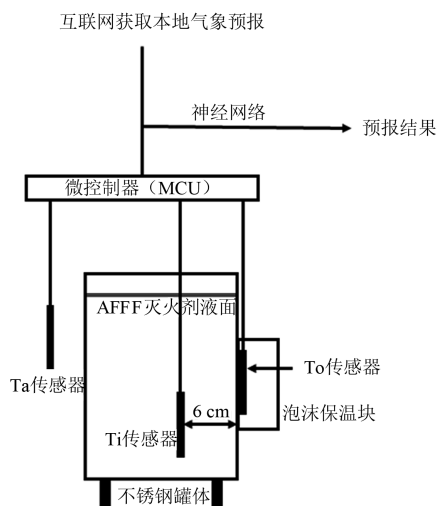 互联网获取本地气象预报
神经网络
预报结果
微控制器（MCU）
AFFF灭火剂液面
Ta传感器
To传感器
6 cm
泡沫保温块
Ti传感器
不锈钢罐体